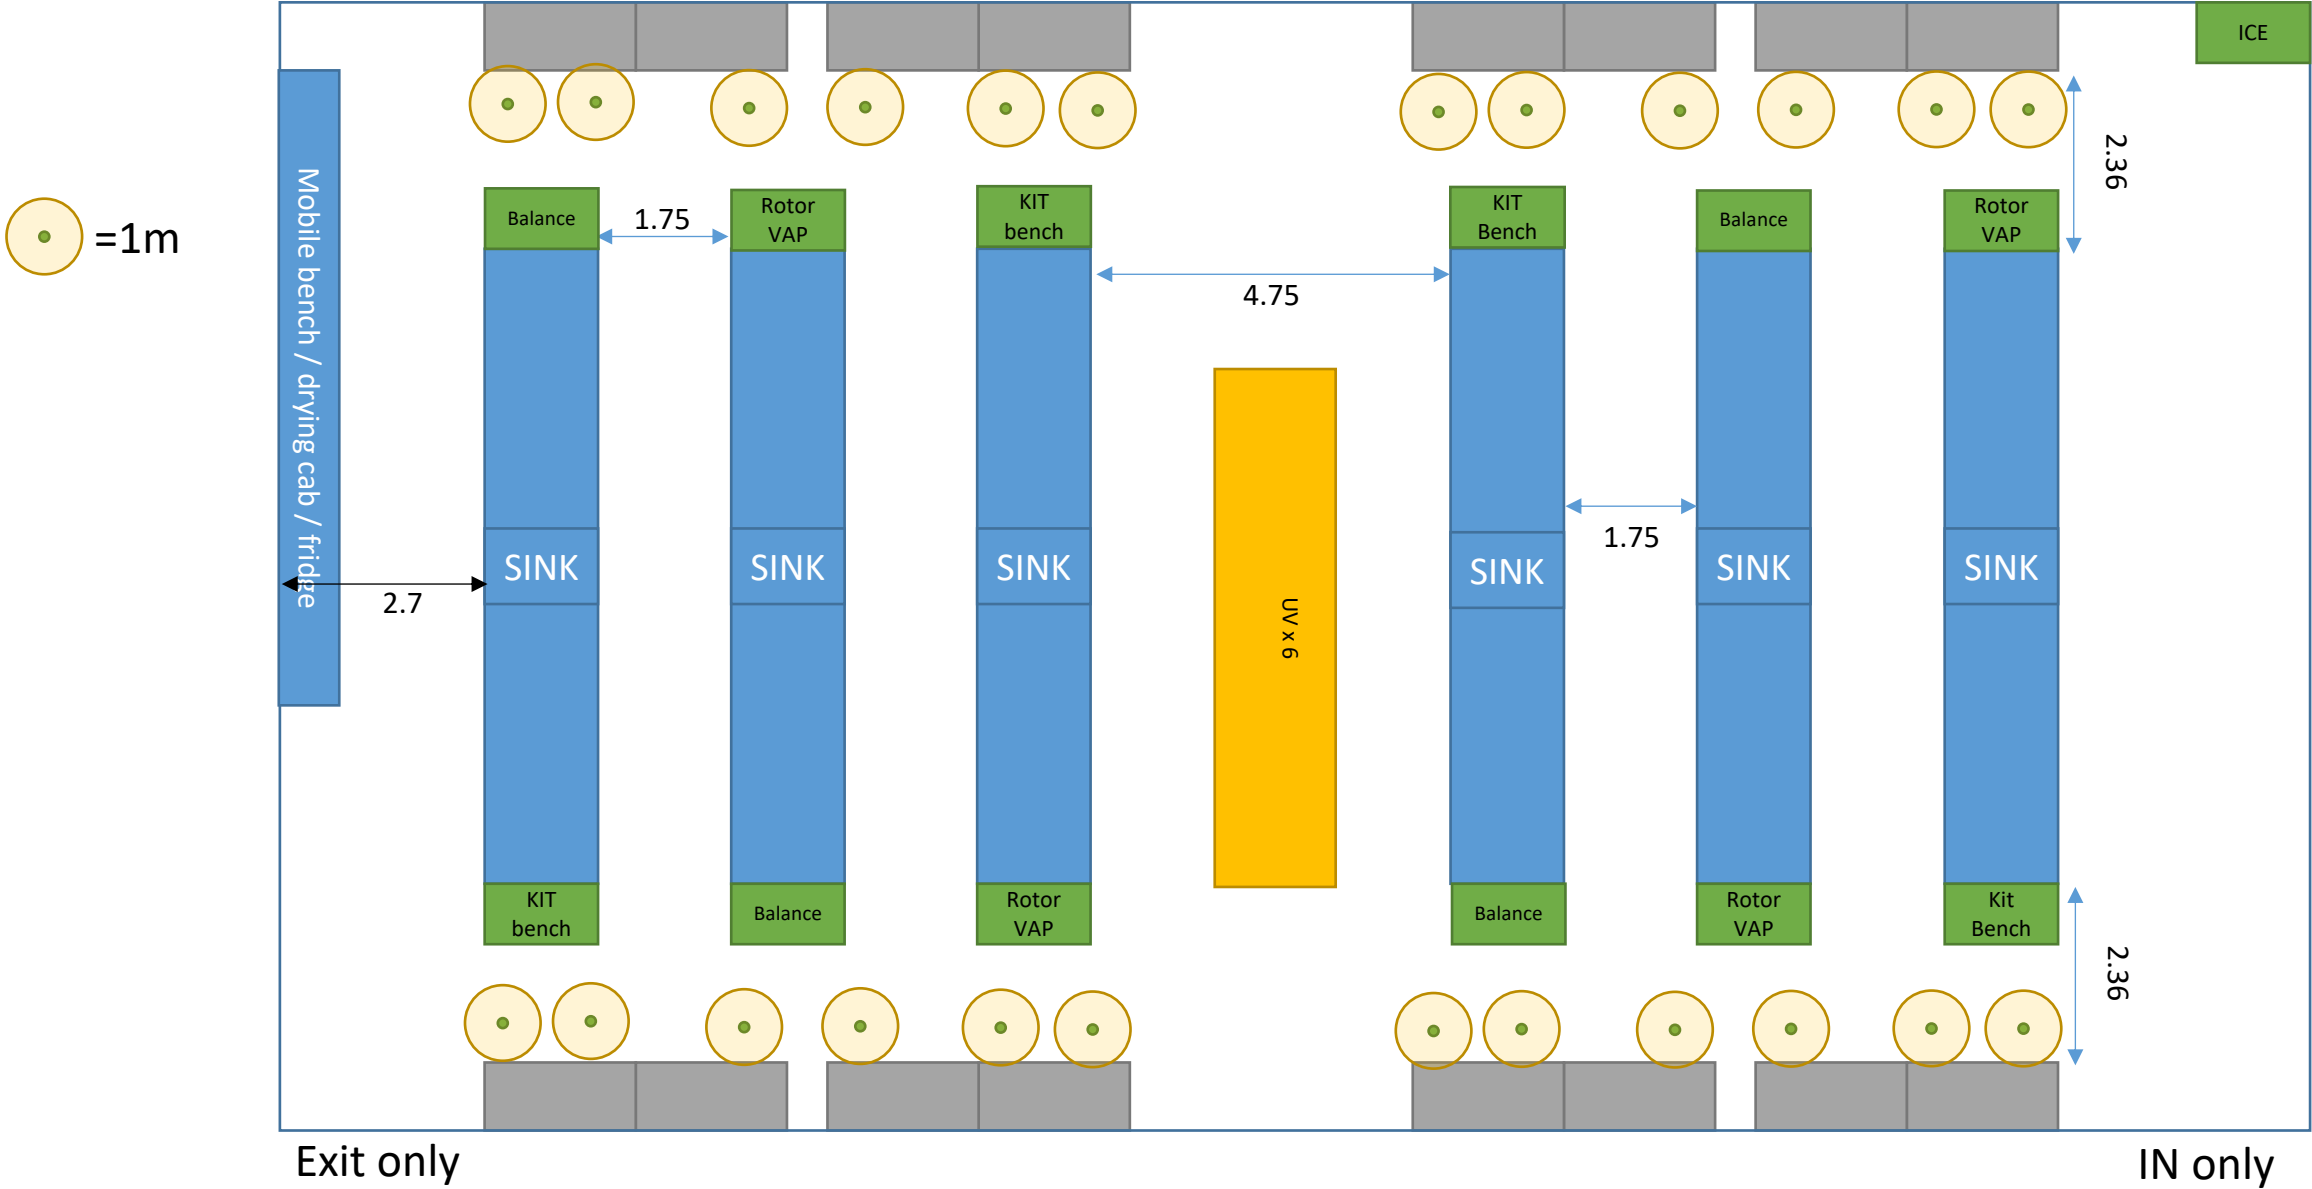 ICE
=1m
Mobile bench / drying cab / fridge
Balance
1.75
Rotor
VAP
KIT
bench
4.75
KIT
Bench
Balance
Rotor
VAP
2.36
1.75
SINK
SINK
SINK
SINK
SINK
SINK
2.7
UV x 6
KIT
bench
Balance
Rotor
VAP
Balance
Rotor
VAP
Kit
Bench
2.36
Exit only
IN only